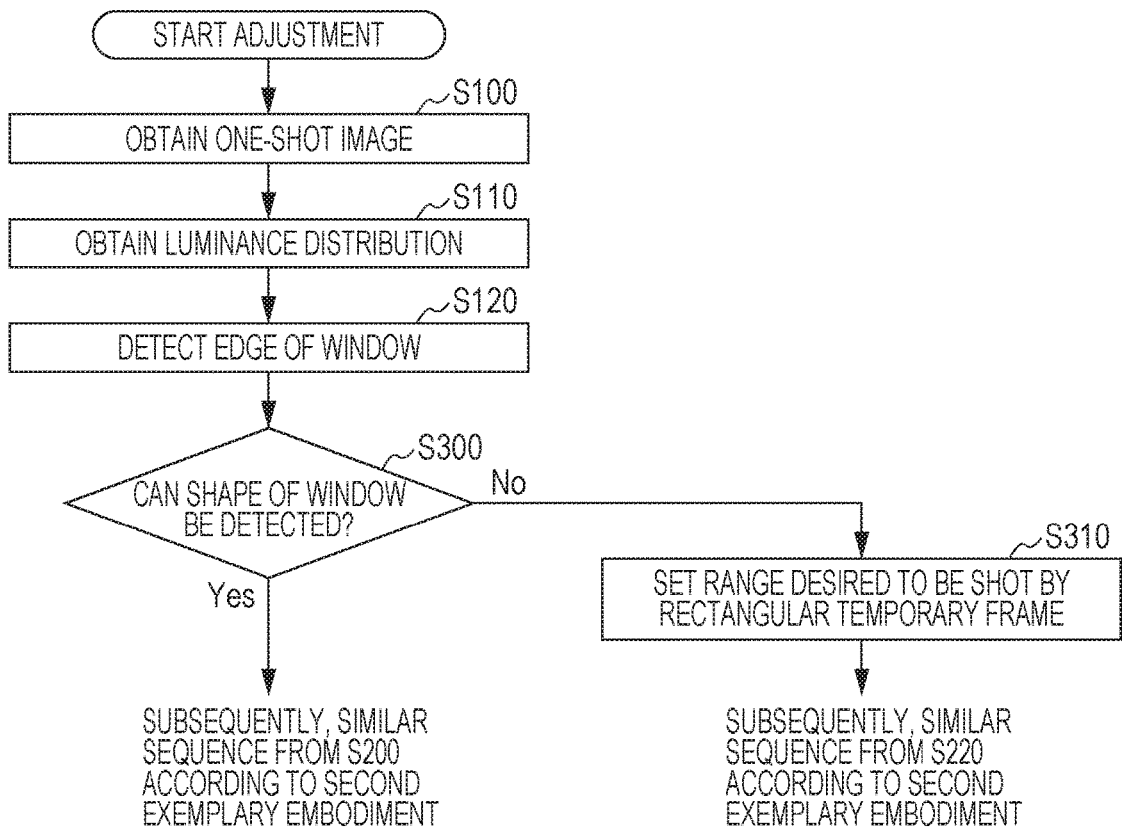 START ADJUSTMENT
S100
OBTAIN ONE-SHOT IMAGE
S110
OBTAIN LUMINANCE DISTRIBUTION
S120
DETECT EDGE OF WINDOW
S300
CAN SHAPE OF WINDOW
BE DETECTED?
No
Yes
S310
SET RANGE DESIRED TO BE SHOT BY
RECTANGULAR TEMPORARY FRAME
SUBSEQUENTLY, SIMILAR
SEQUENCE FROM S200
ACCORDING TO SECOND
EXEMPLARY EMBODIMENT
SUBSEQUENTLY, SIMILAR
SEQUENCE FROM S220
ACCORDING TO SECOND
EXEMPLARY EMBODIMENT